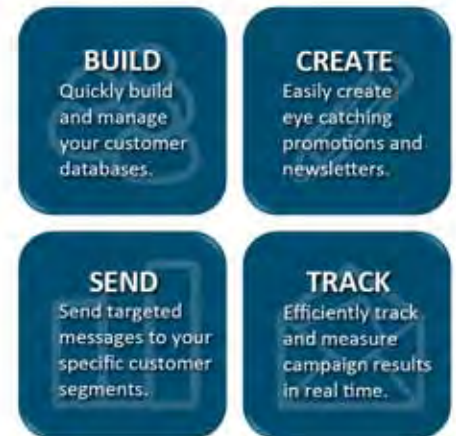 BUILD
Quickly build
and manage
your customer
databases.
CREATE
Easily create
eye catching
promotions and
newsletters.
SEND
Send targeted
messages to your
specific customer
segments.
TRACK
Efficiently track
and measure
campaign results
in real time.